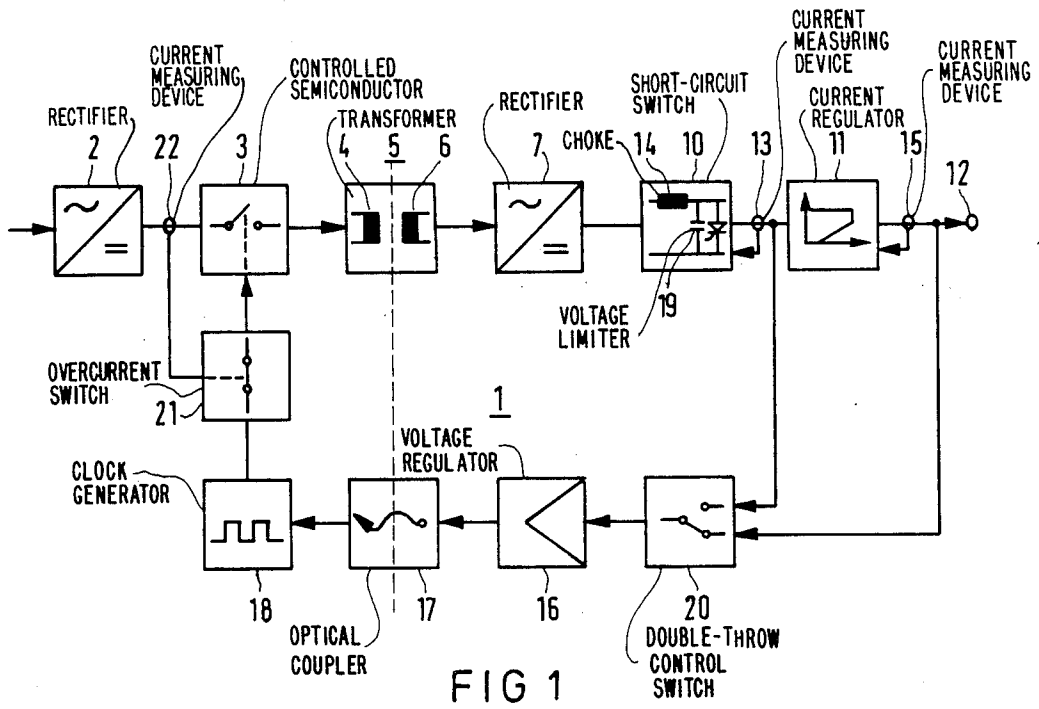 CURRENT
MEASURING
DEVICE
CONTROLLED
SEMICONDUCTOR
CURRENT
MEASURING
DEVICE
CURRENT
MEASURING
DEVICE
SHORT-CIRCUIT
SWITCH
CURRENT
REGULATOR
RECTIFIER
TRANSFORMER
RECTIFIER
CHOKE
2
22
3
4
5
6
7
14
10
13
11
15
12
19
VOLTAGE
LIMITER
OVERCURRENT
SWITCH
21
1
VOLTAGE
REGULATOR
CLOCK
GENERATOR
18
OPTICAL
COUPLER
17
16
20
DOUBLE-THROW
CONTROL
SWITCH
FIG 1